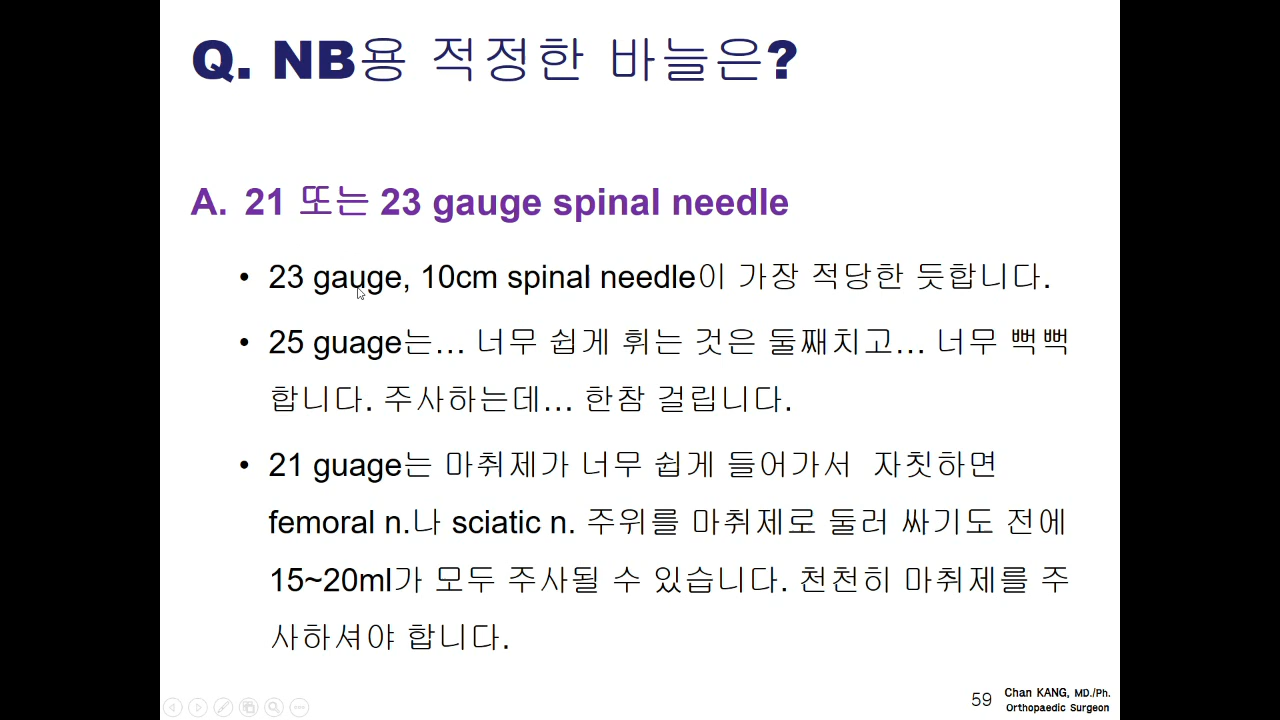 Q. NB용 적정한 바늘은?
A. 21 또는 23 gauge spinal needle
• 23 gauge, 10cm spinal needle이 가장 적당한 듯합니다.
• 25 guage는… 너무 쉽게 휘는 것은 둘째치고… 너무 뻑뻑
합니다. 주사하는데… 한참 걸립니다.
• 21 guage는 마취제가 너무 쉽게 들어가서 자칫하면
femoral n.나 sciatic n. 주위를 마취제로 둘러 싸기도 전에
15~20ml가 모두 주사될 수 있습니다. 천천히 마취제를 주
사하셔야 합니다.
59
Chan KANG, MD./Ph.
Orthopaedic Surgeon